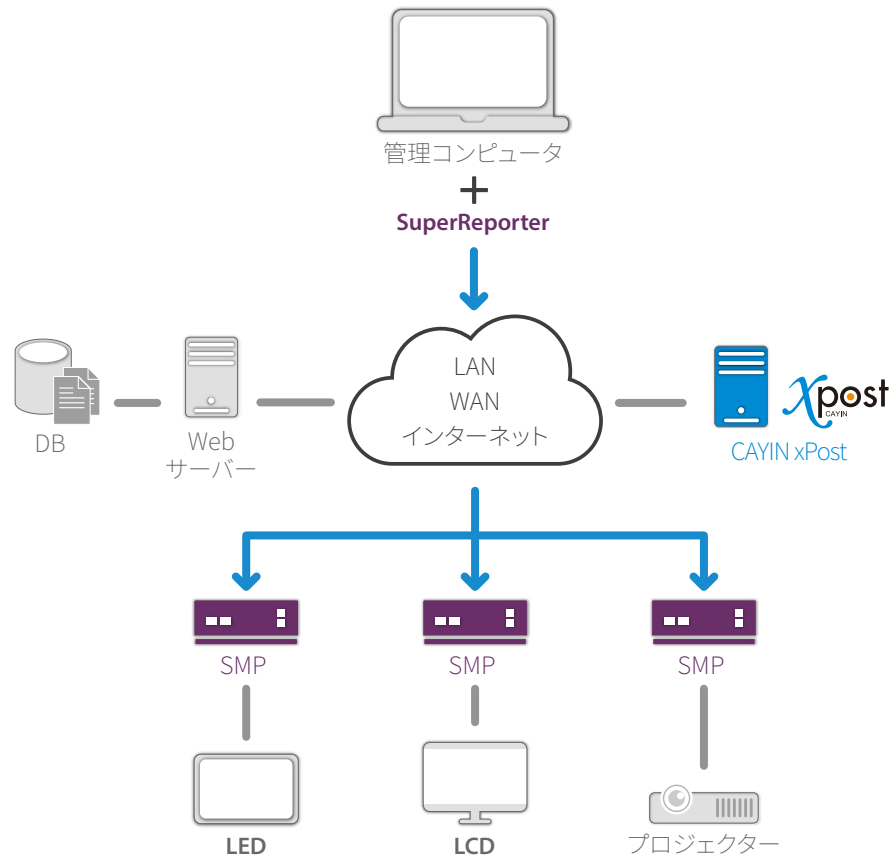 管理コンピュータ
+
SuperReporter
LAN
WAN
インターネット
DB
Web
サーバー
xpost
CAYIN
CAYIN xPost
SMP
SMP
SMP
LED
LCD
プロジェクター